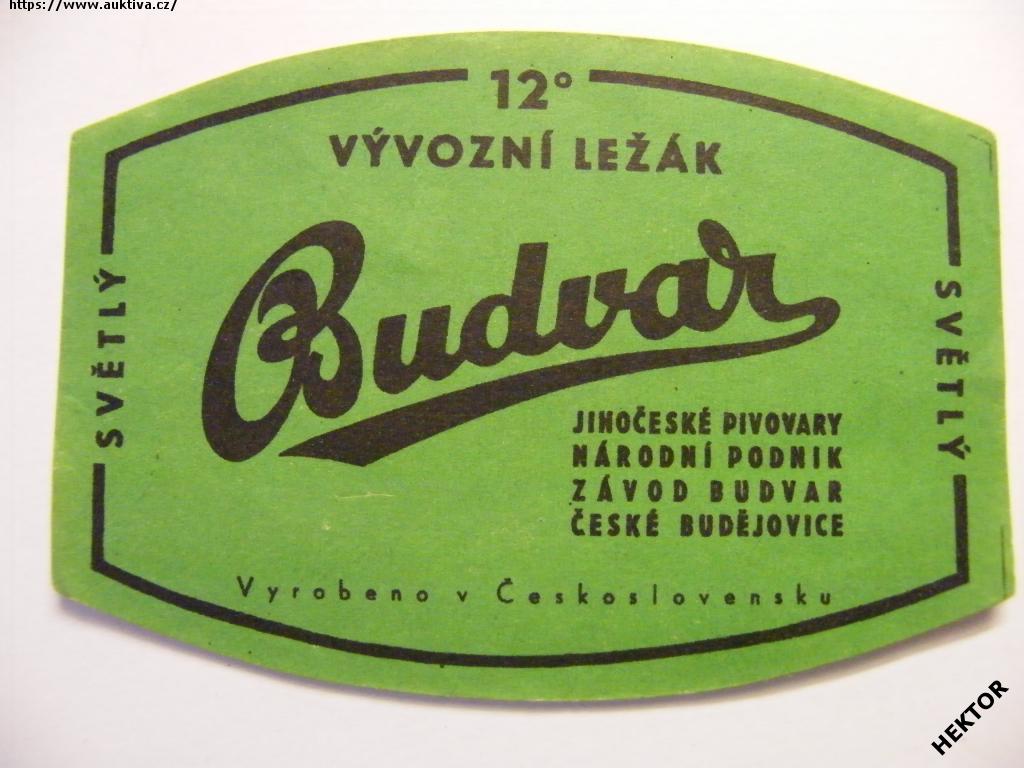 https://www.auktiva.cz/
12°
VÝVOZNÍ LEŽÁK
SVĚTLÝ
Budvar
SVĚTLÝ
JIHOČESKÉ PIVOVARY
NÁRODNÍ PODNIK
ZÁVOD BUDVAR
ČESKÉ BUDĚJOVICE
Vyrobeno v Československu
HEKTOR